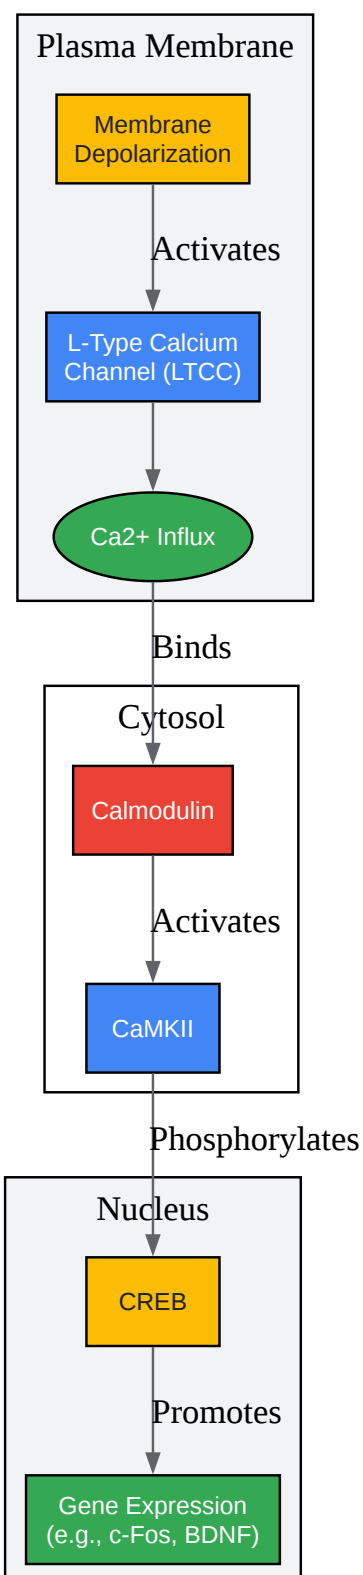 Plasma Membrane
Membrane
Depolarization
Activates
L-Type Calcium
Channel (LTCC)
Ca2+ Influx
Binds
Cytosol
Calmodulin
Activates
CaMKII
Phosphorylates
Nucleus
CREB
Promotes
Gene Expression
(e.g., c-Fos, BDNF)